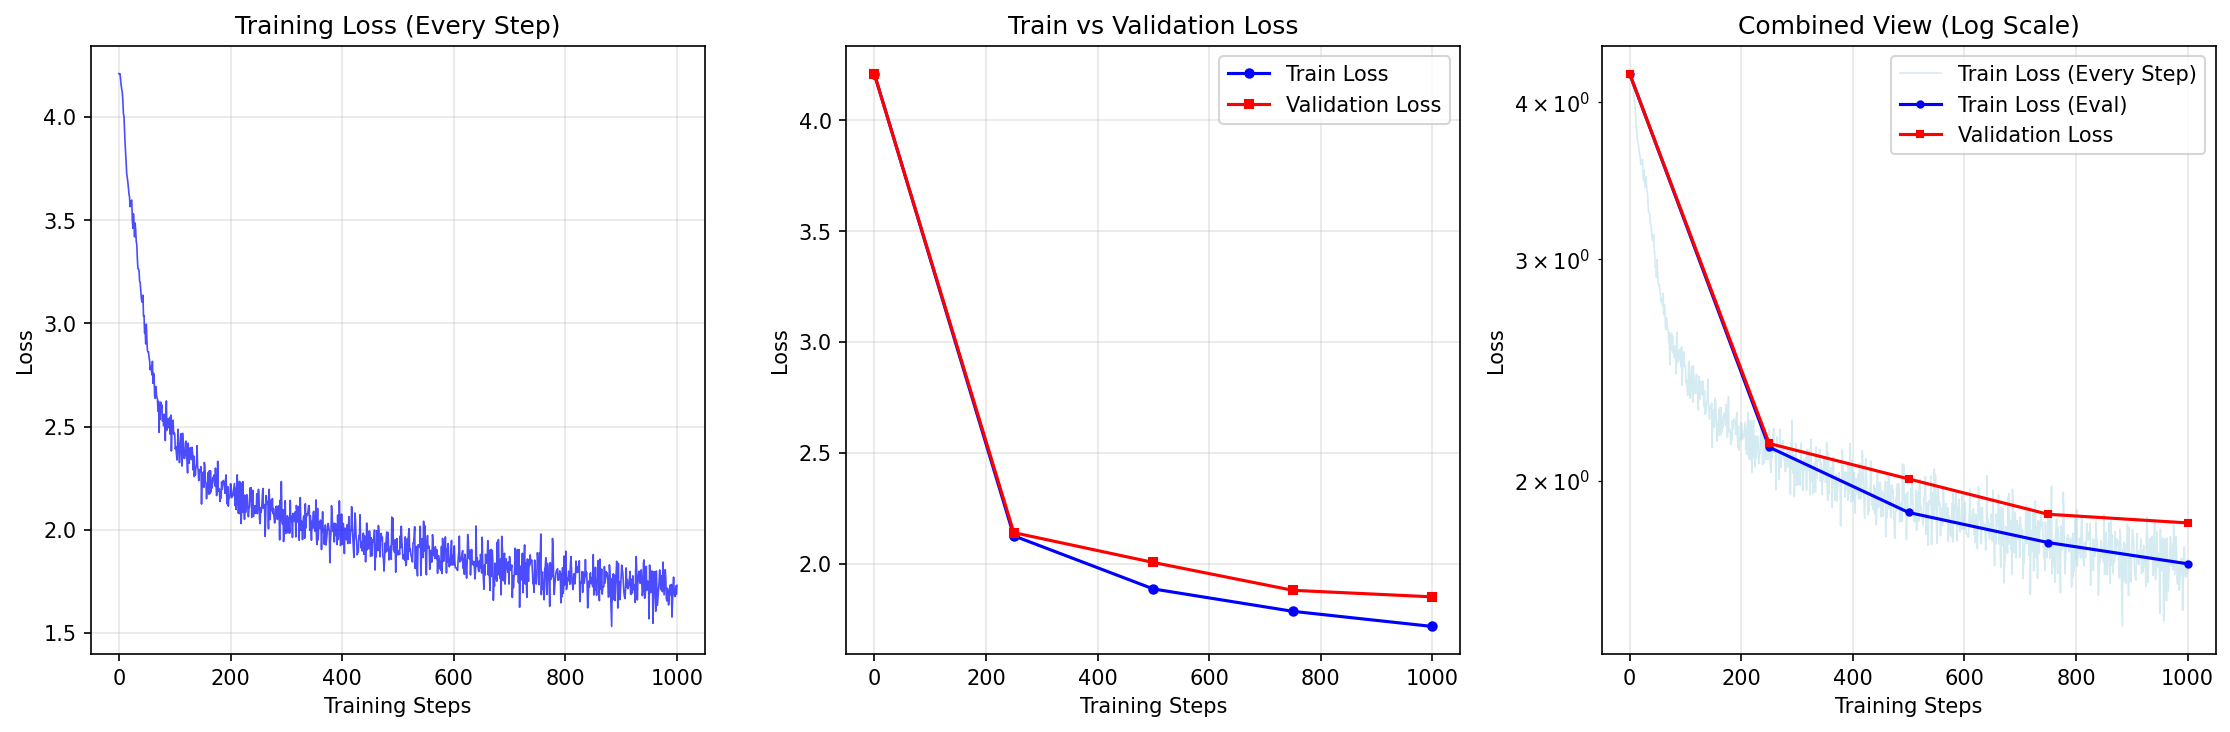 Training Loss (Every Step)
Loss
4.0
3.5
3.0
2.5
2.0
1.5
0 200 400 600 800 1000
Training Steps
Train vs Validation Loss
Train Loss
Validation Loss
Loss
4.0
3.5
3.0
2.5
2.0
0 200 400 600 800 1000
Training Steps
Combined View (Log Scale)
Train Loss (Every Step)
Train Loss (Eval)
Validation Loss
Loss
4 × 10⁰
3 × 10⁰
2 × 10⁰
0 200 400 600 800 1000
Training Steps